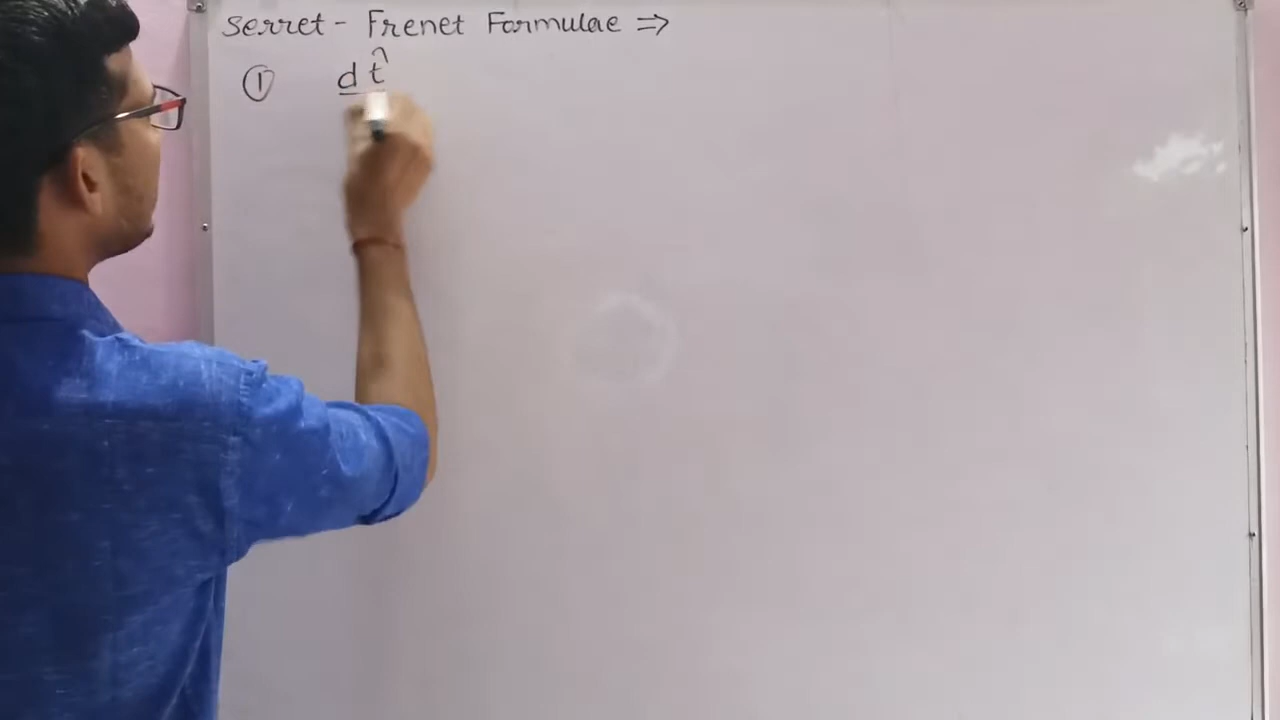 Serret - Frenet Formulae ⇒
① dt̂